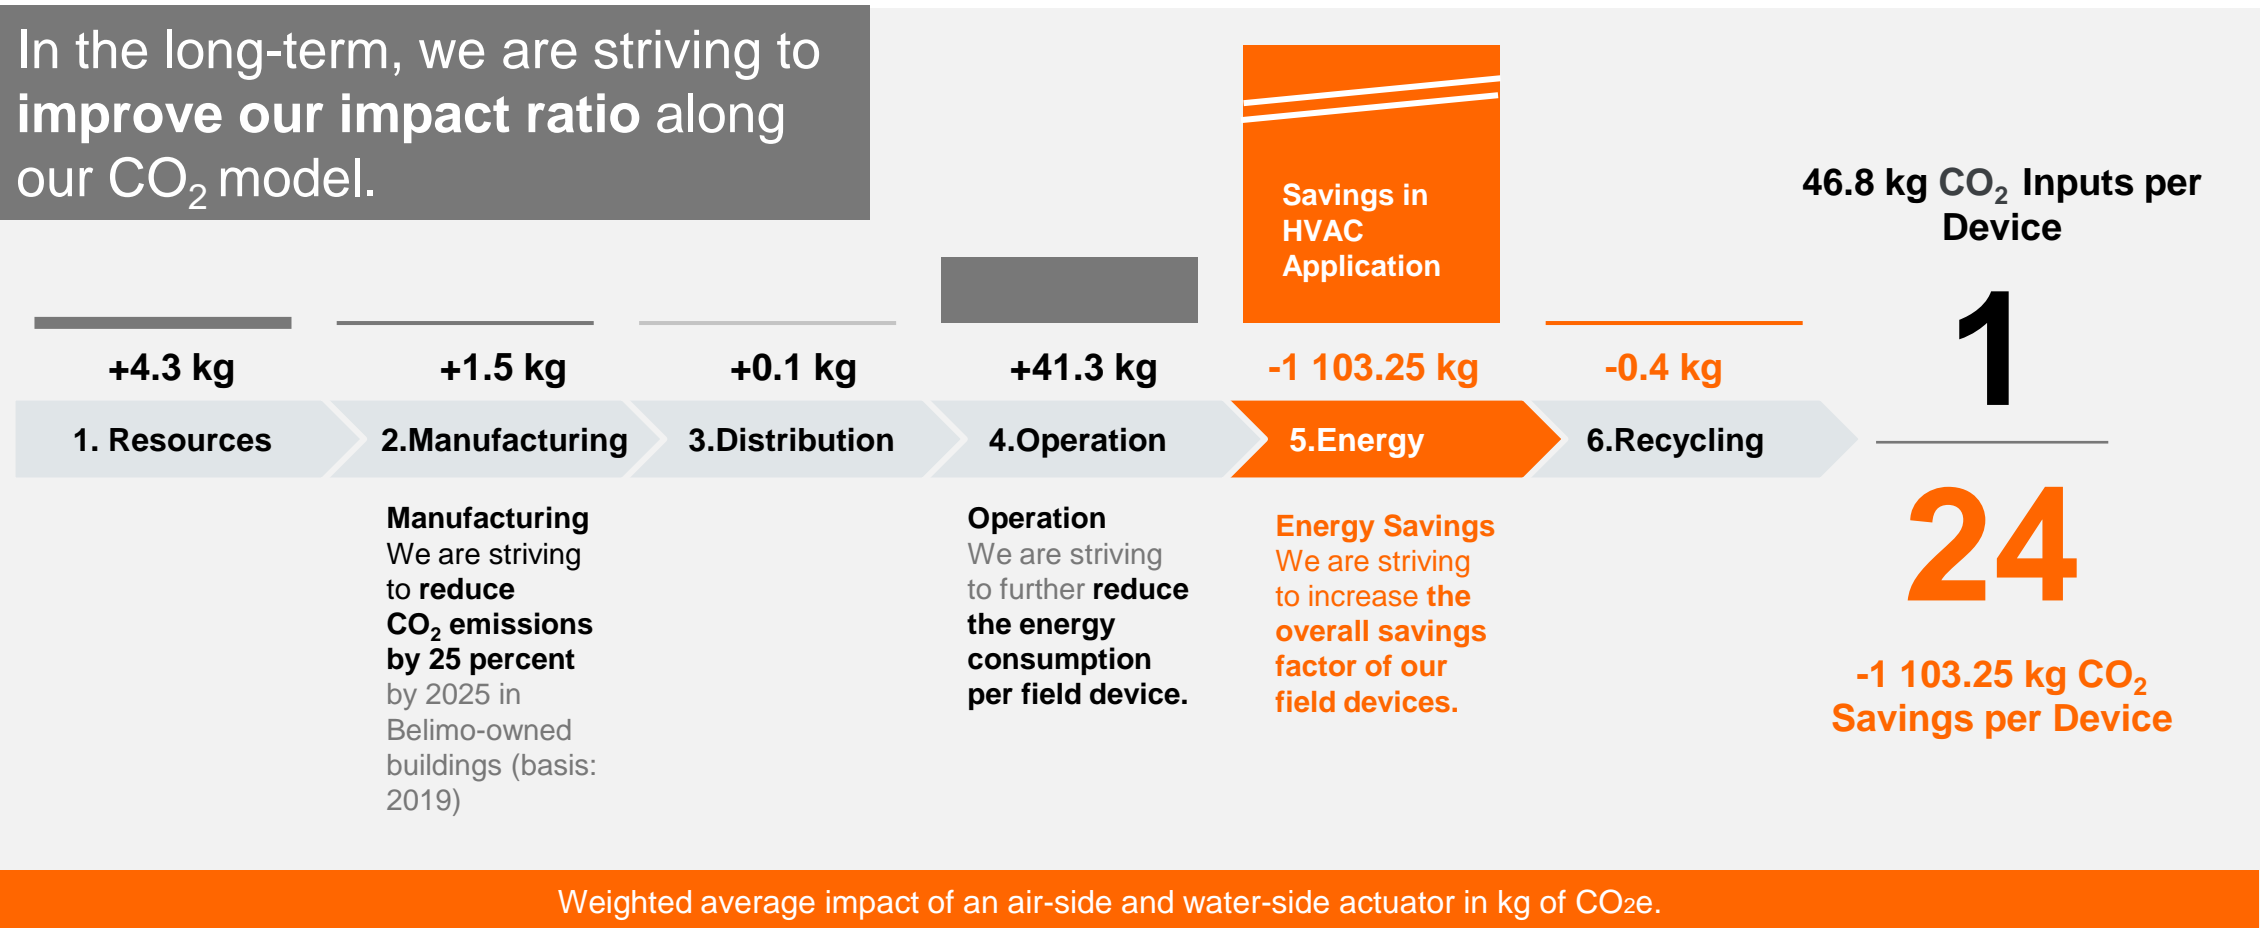 In the long-term, we are striving to
improve our impact ratio along
our CO₂ model.
Savings in
HVAC
Application
46.8 kg CO₂ Inputs per
Device
1
24
-1 103.25 kg CO₂
Savings per Device
+4.3 kg
+1.5 kg
+0.1 kg
+41.3 kg
-1 103.25 kg
-0.4 kg
1. Resources
2.Manufacturing
3.Distribution
4.Operation
5.Energy
6.Recycling
Manufacturing
We are striving
to reduce
CO₂ emissions
by 25 percent
by 2025 in
Belimo-owned
buildings (basis:
2019)
Operation
We are striving
to further reduce
the energy
consumption
per field device.
Energy Savings
We are striving
to increase the
overall savings
factor of our
field devices.
Weighted average impact of an air-side and water-side actuator in kg of CO2e.